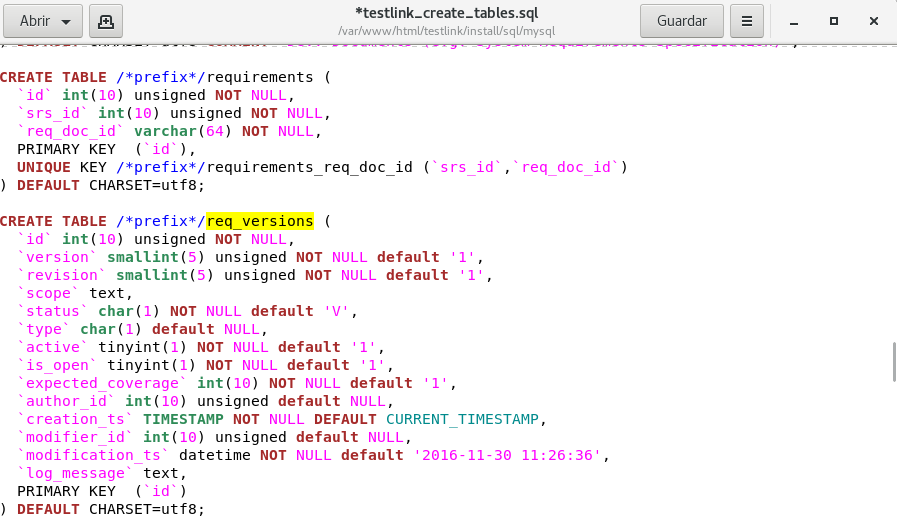 Abrir
*testlink_create_tables.sql
/var/www/html/testlink/install/sql/mysql
Guardar
CREATE TABLE /*prefix*/requirements (
  `id` int(10) unsigned NOT NULL,
  `srs_id` int(10) unsigned NOT NULL,
  `req_doc_id` varchar(64) NOT NULL,
  PRIMARY KEY  (`id`),
  UNIQUE KEY /*prefix*/requirements_req_doc_id (`srs_id`,`req_doc_id`)
) DEFAULT CHARSET=utf8;
CREATE TABLE /*prefix*/req_versions (
  `id` int(10) unsigned NOT NULL,
  `version` smallint(5) unsigned NOT NULL default '1',
  `revision` smallint(5) unsigned NOT NULL default '1',
  `scope` text,
  `status` char(1) NOT NULL default 'V',
  `type` char(1) default NULL,
  `active` tinyint(1) NOT NULL default '1',
  `is_open` tinyint(1) NOT NULL default '1',
  `expected_coverage` int(10) NOT NULL default '1',
  `author_id` int(10) unsigned default NULL,
  `creation_ts` TIMESTAMP NOT NULL DEFAULT CURRENT_TIMESTAMP,
  `modifier_id` int(10) unsigned default NULL,
  `modification_ts` datetime NOT NULL default '2016-11-30 11:26:36',
  `log_message` text,
  PRIMARY KEY  (`id`)
) DEFAULT CHARSET=utf8;